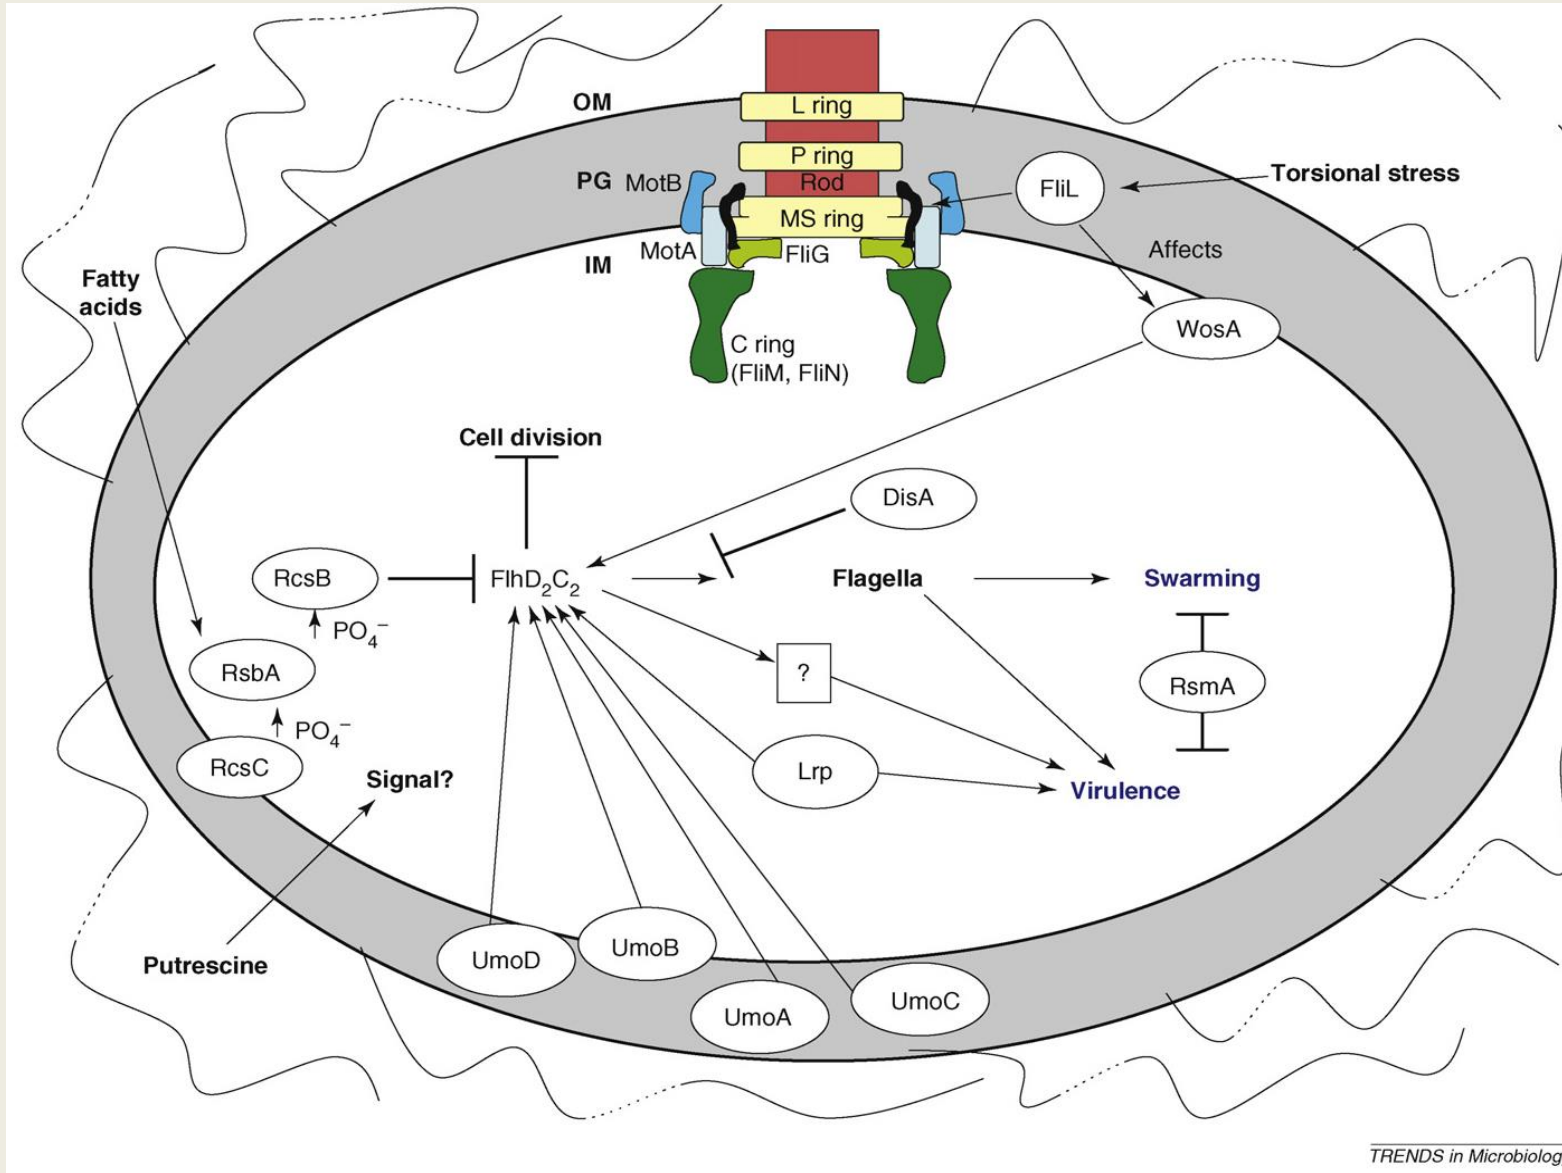 L ring
OM
P ring
PG
MotB
Rod
FliL
Torsional stress
MS ring
MotA
FliG
Affects
IM
Fatty
acids
WosA
C ring
(FliM, FliN)
Cell division
DisA
RcsB
FlhD₂C₂
Flagella
Swarming
PO₄⁻
RsbA
?
RsmA
PO₄⁻
RcsC
Signal?
Lrp
Virulence
Putrescine
UmoD
UmoB
UmoA
UmoC
TRENDS in Microbiolog